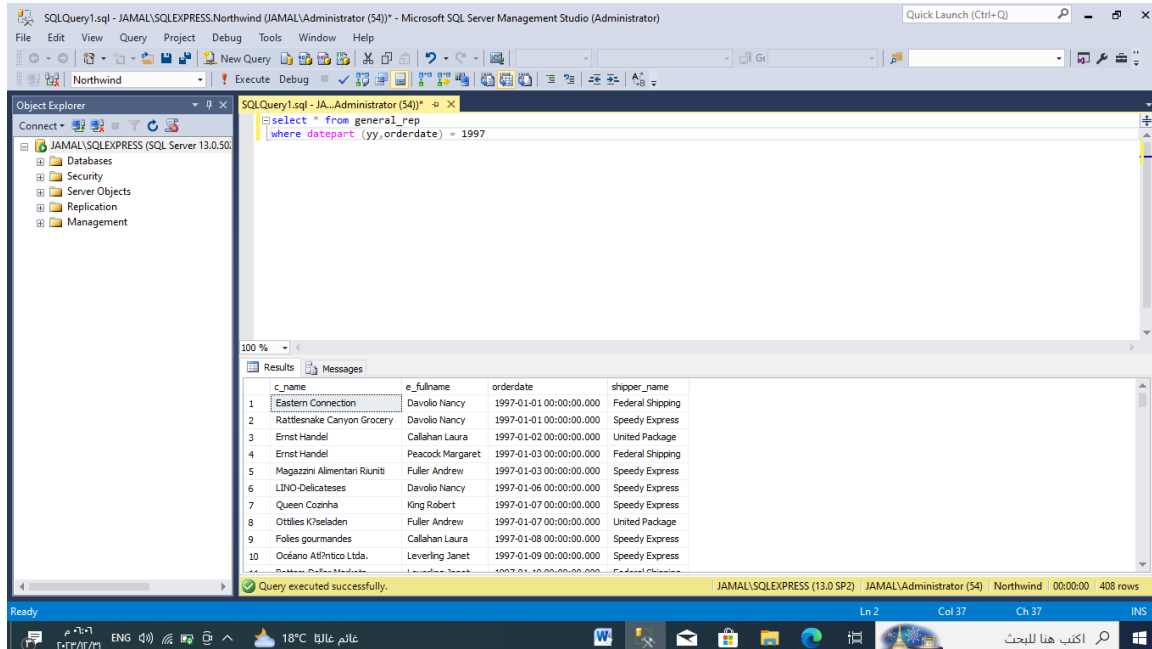 SQLQuery1.sql - JAMAL\SQLEXPRESS.Northwind (JAMAL\Administrator (54))* - Microsoft SQL Server Management Studio (Administrator)
Quick Launch (Ctrl+Q)
File Edit View Query Project Debug Tools Window Help
New Query
Northwind Execute Debug
Object Explorer
SQLQuery1.sql - JA...Administrator (54))*
Connect
JAMAL\SQLEXPRESS (SQL Server 13.0.50
Databases
Security
Server Objects
Replication
Management
select * from general_rep
where datepart (yy,orderdate) = 1997
100 %
Results Messages
c_name e_fullname orderdate shipper_name
1 Eastern Connection Davolio Nancy 1997-01-01 00:00:00.000 Federal Shipping
2 Rattlesnake Canyon Grocery Davolio Nancy 1997-01-01 00:00:00.000 Speedy Express
3 Ernst Handel Callahan Laura 1997-01-02 00:00:00.000 United Package
4 Ernst Handel Peacock Margaret 1997-01-03 00:00:00.000 Federal Shipping
5 Magazzini Alimentari Riuniti Fuller Andrew 1997-01-03 00:00:00.000 Speedy Express
6 LINO-Delicateses Davolio Nancy 1997-01-06 00:00:00.000 Speedy Express
7 Queen Cozinha King Robert 1997-01-07 00:00:00.000 Speedy Express
8 Ottilies K?seladen Fuller Andrew 1997-01-07 00:00:00.000 United Package
9 Folies gourmandes Callahan Laura 1997-01-08 00:00:00.000 Speedy Express
10 Océano Atl?ntico Ltda. Leverling Janet 1997-01-09 00:00:00.000 Speedy Express
Query executed successfully.
JAMAL\SQLEXPRESS (13.0 SP2) JAMAL\Administrator (54) Northwind 00:00:00 408 rows
Ready Ln 2 Col 37 Ch 37 INS
ENG 18°C غائم غالبًا
اكتب هنا للبحث